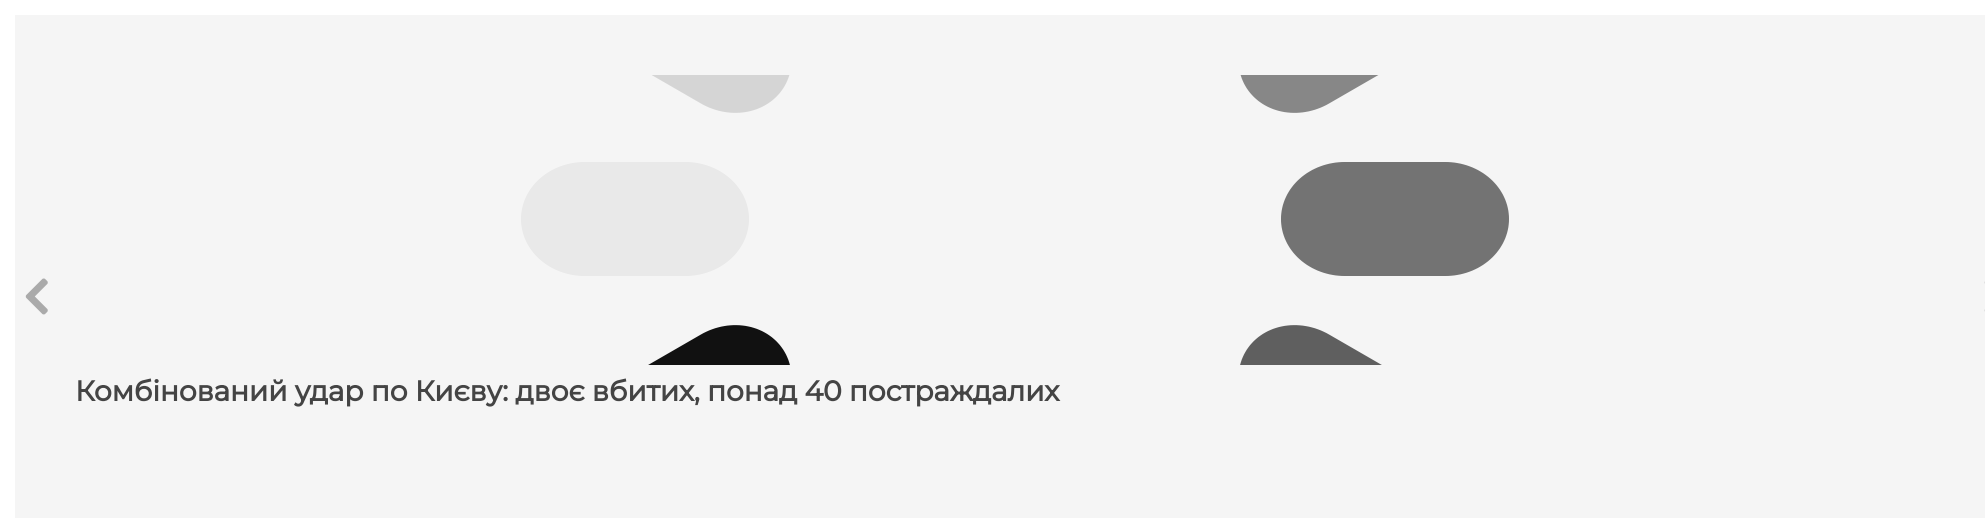 Комбінований удар по Києву: двоє вбитих, понад 40 постраждалих